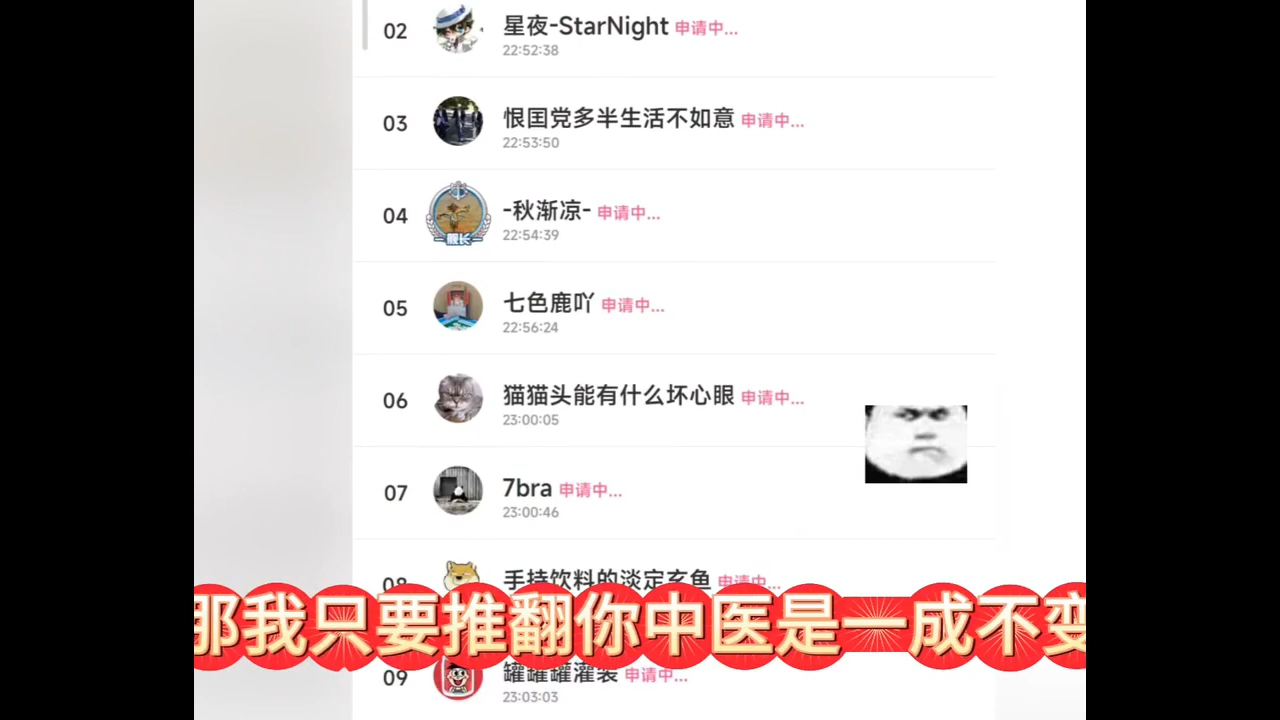 02
星夜-StarNight 申请中...
22:52:38
03
恨国党多半生活不如意 申请中...
22:53:50
04
-秋渐凉- 申请中...
22:54:39
舰长
05
七色鹿吖 申请中...
22:56:24
06
猫猫头能有什么坏心眼 申请中...
23:00:05
07
7bra 申请中...
23:00:46
08
手持饮料的淡定玄鱼 申请中...
那我只要推翻你中医是一成不变
09
罐罐罐灌装 申请中...
23:03:03